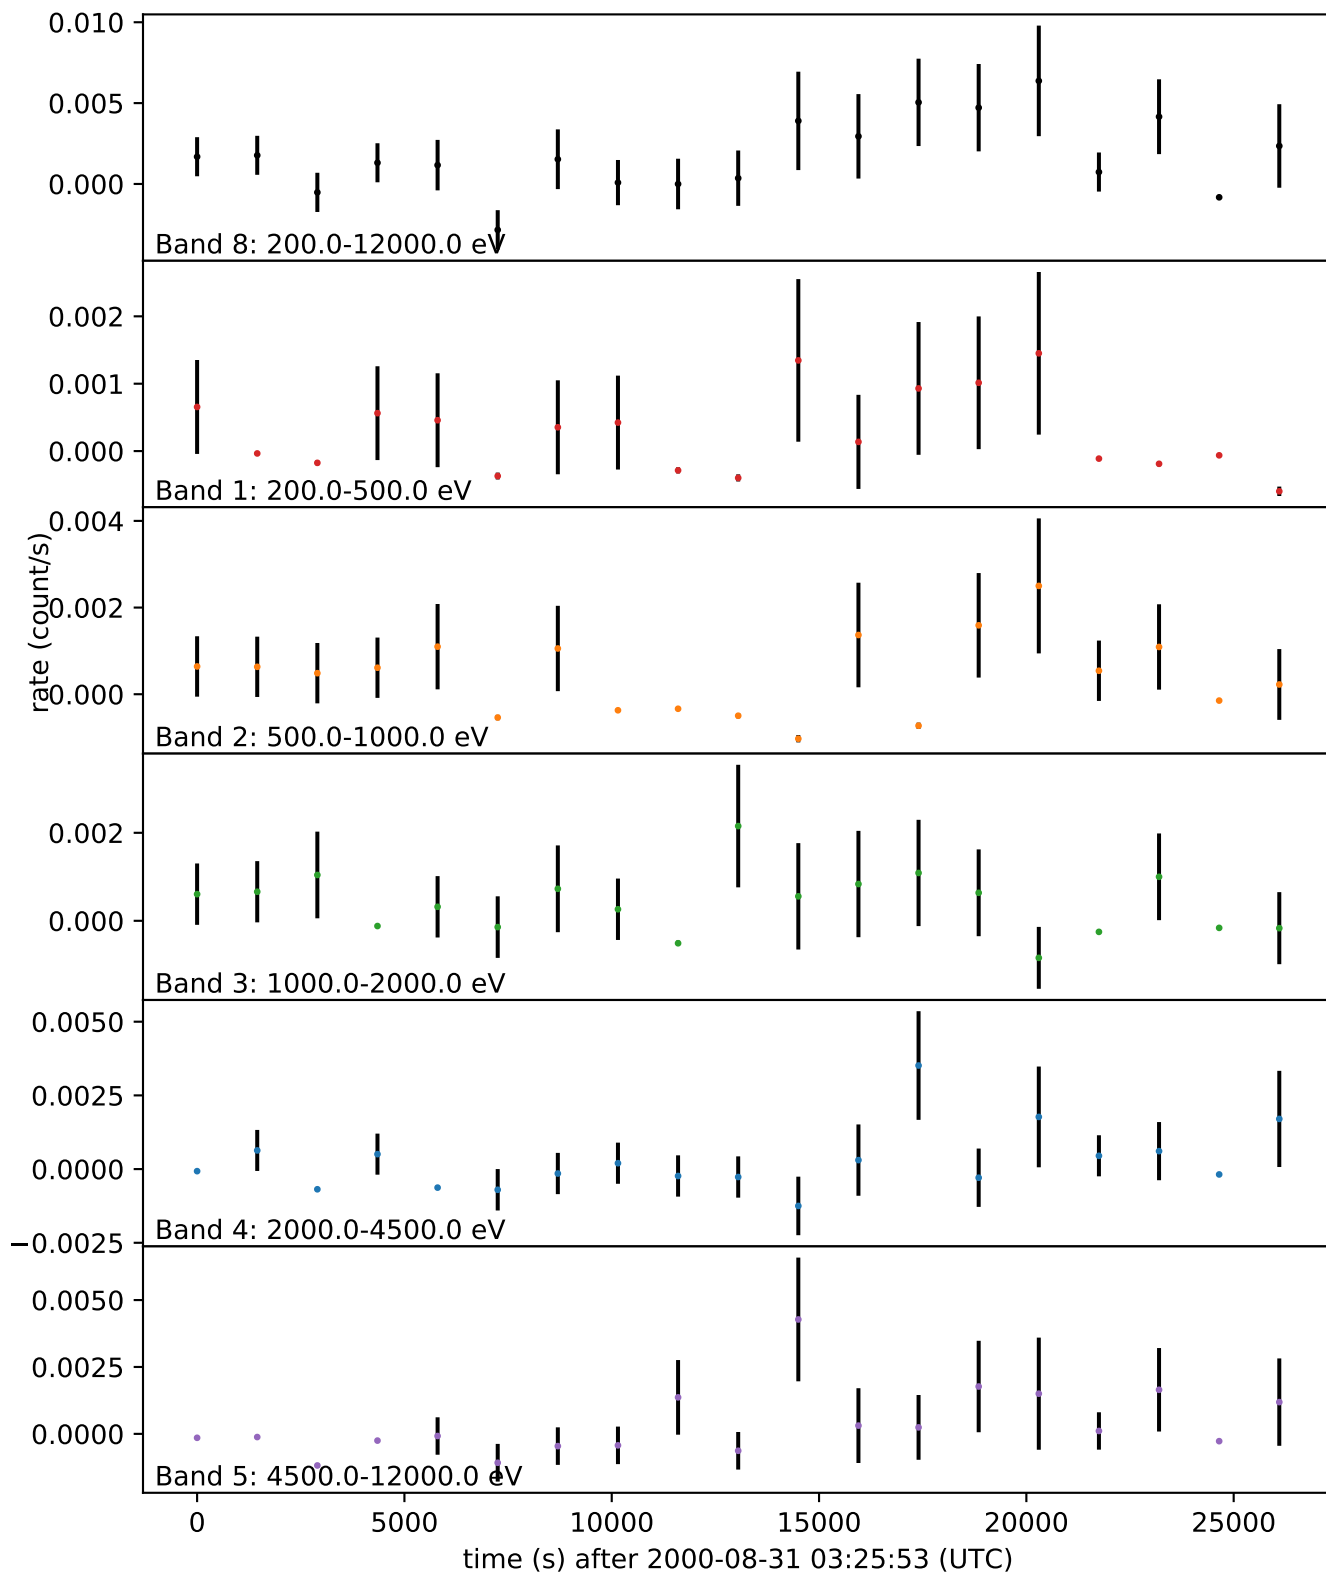 0.010
0.005
0.000
Band 8: 200.0-12000.0 eV
0.002
0.001
0.000
Band 1: 200.0-500.0 eV
rate (count/s)
0.004
0.002
0.000
Band 2: 500.0-1000.0 eV
0.002
0.000
Band 3: 1000.0-2000.0 eV
0.0050
0.0025
0.0000
−0.0025
Band 4: 2000.0-4500.0 eV
0.0050
0.0025
0.0000
Band 5: 4500.0-12000.0 eV
0 5000 10000 15000 20000 25000
time (s) after 2000-08-31 03:25:53 (UTC)